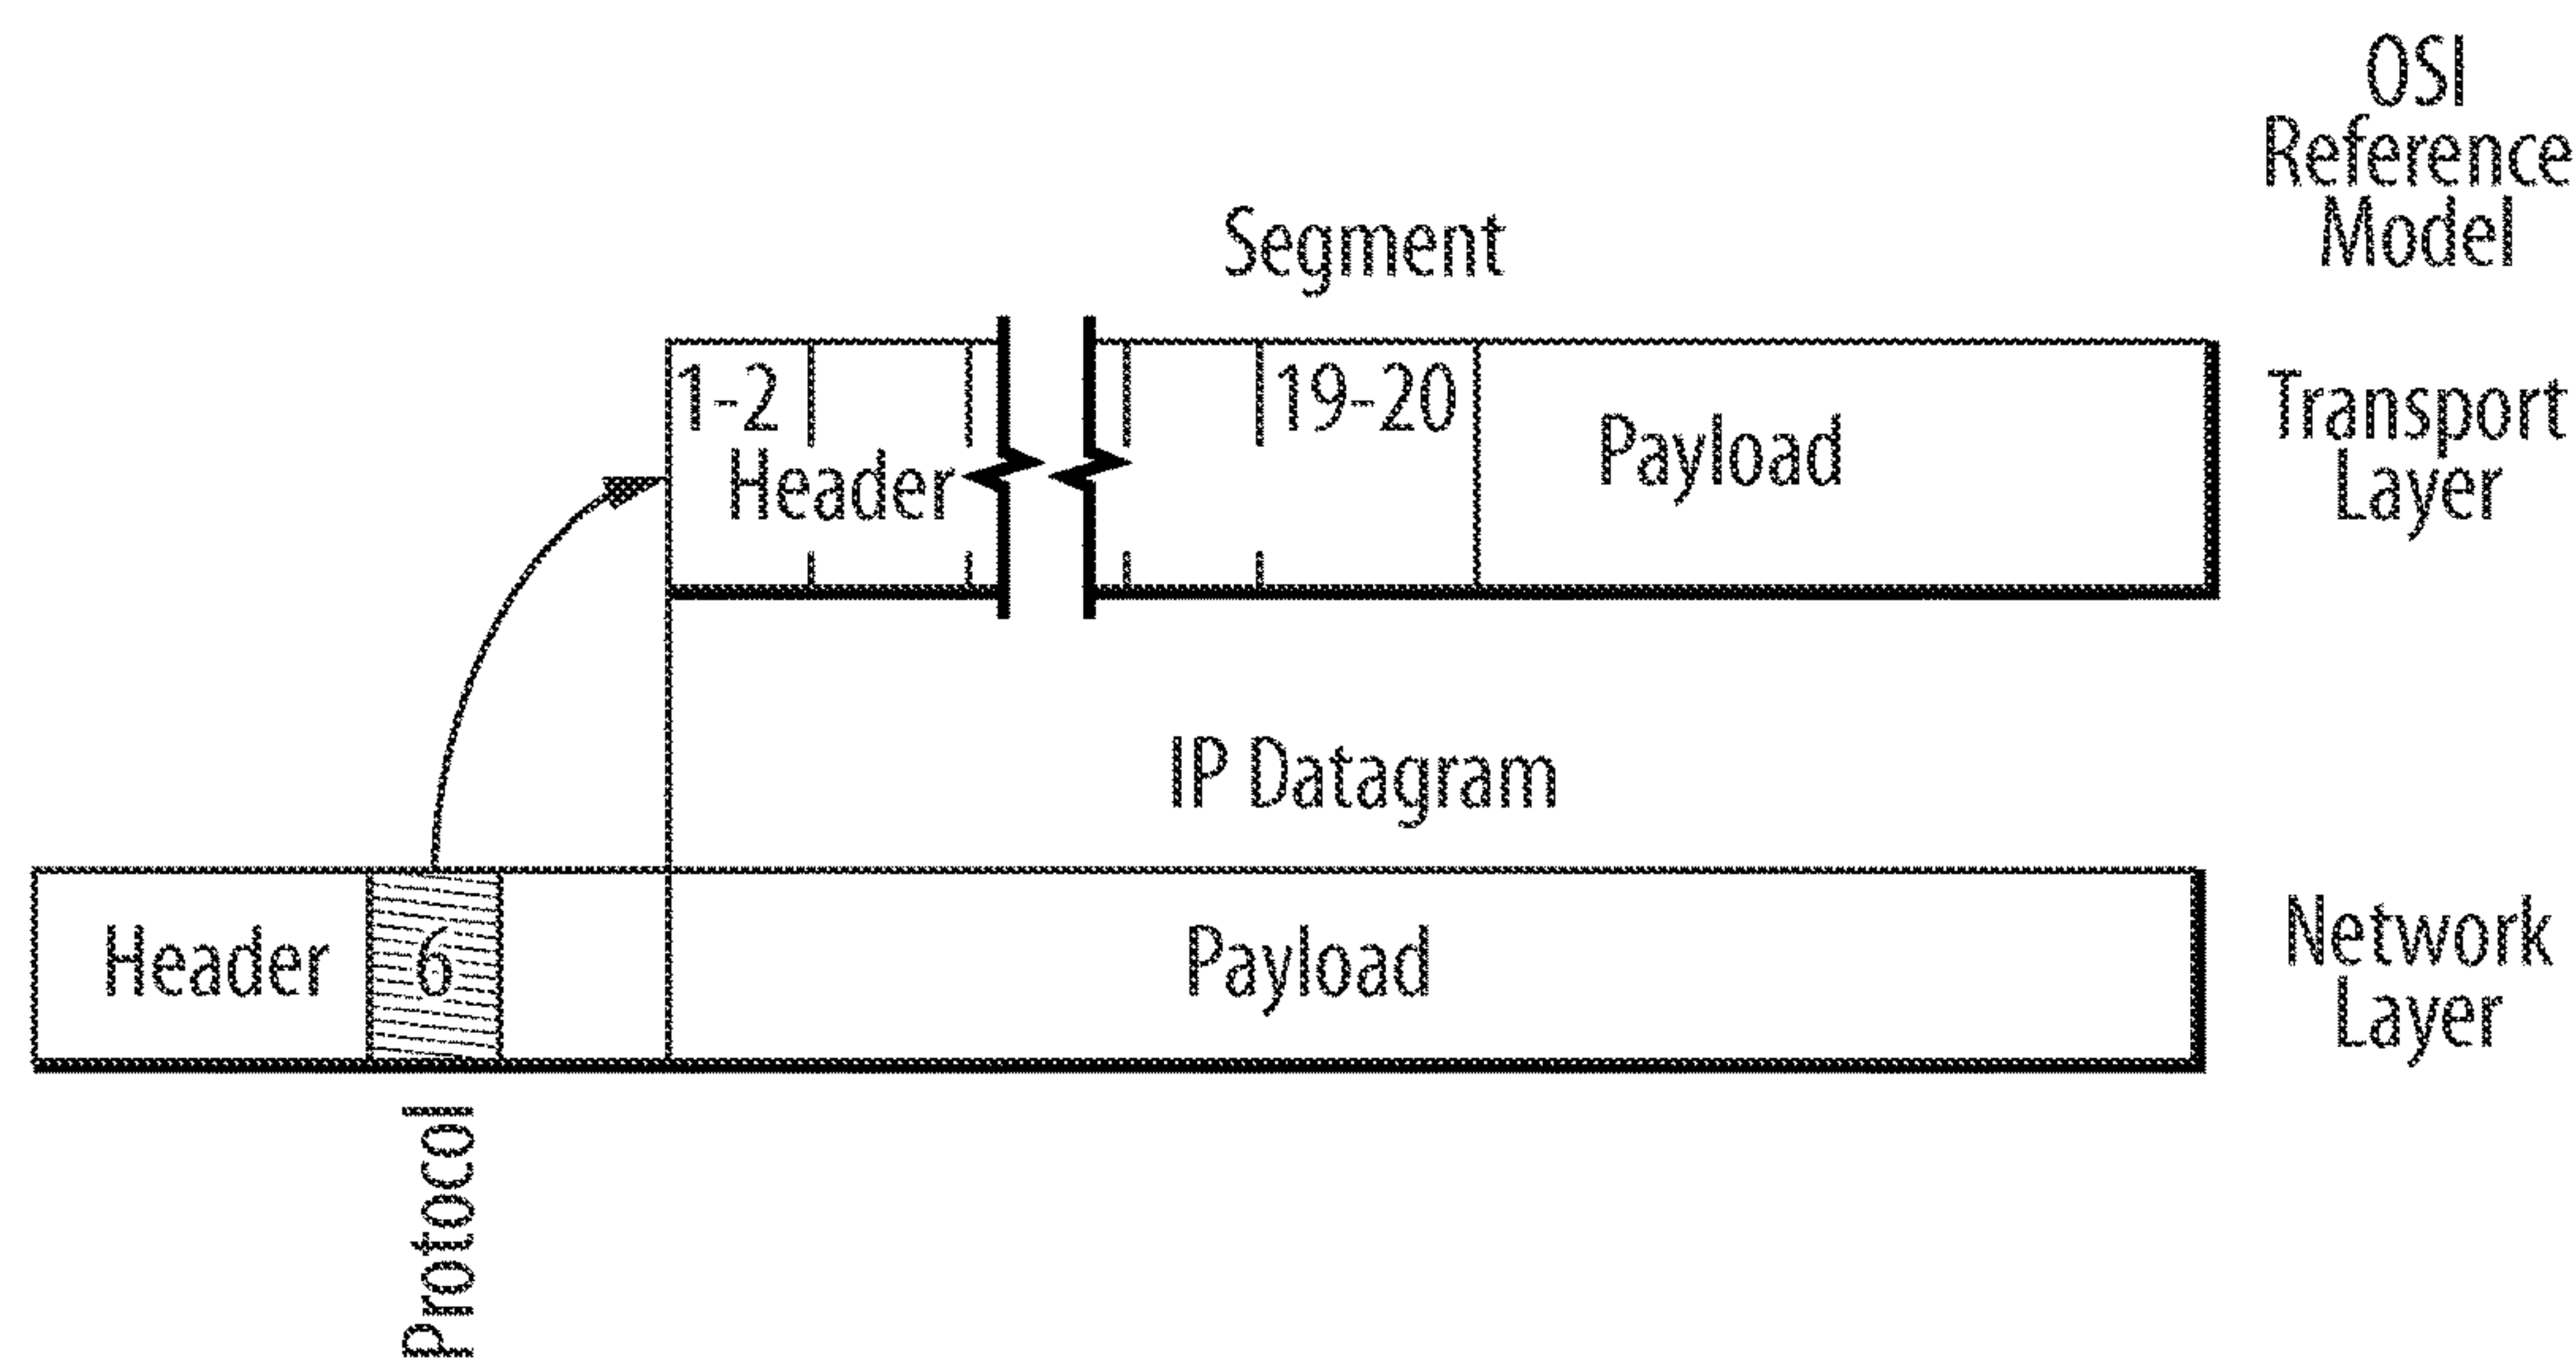 OSI
Reference
Model
Segment
1-2
19-20
Header
Payload
Transport
Layer
IP Datagram
Header
6
Payload
Network
Layer
Protocol